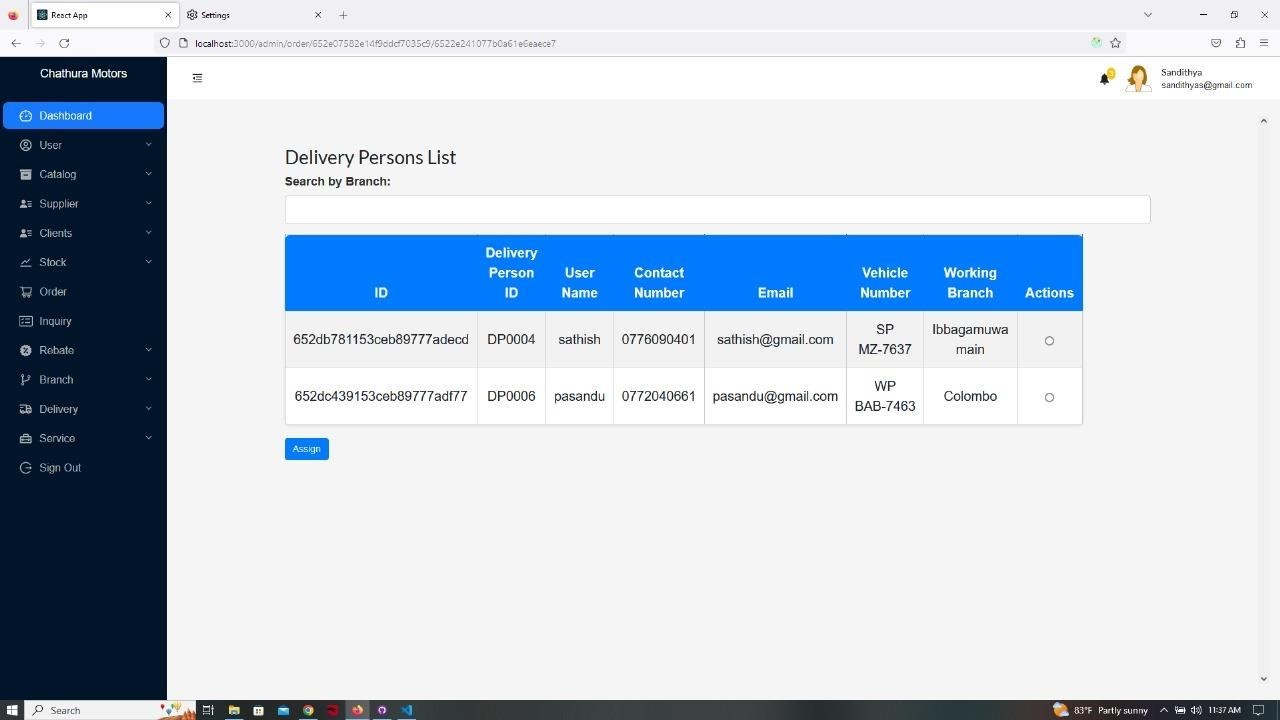 React App
Settings
localhost:3000/admin/order/652e07582e14f9ddcf7035c9/6522e241077b0a61e6eaece7
Chathura Motors
Sandithya
sandithyas@gmail.com
Dashboard
User
Catalog
Supplier
Clients
Stock
Order
Inquiry
Rebate
Branch
Delivery
Service
Sign Out
Delivery Persons List
Search by Branch:
ID Delivery Person ID User Name Contact Number Email Vehicle Number Working Branch Actions
652db781153ceb89777adecd DP0004 sathish 0776090401 sathish@gmail.com SP MZ-7637 Ibbagamuwa main
652dc439153ceb89777adf77 DP0006 pasandu 0772040661 pasandu@gmail.com WP BAB-7463 Colombo
Assign
Search
83°F Partly sunny
11:37 AM